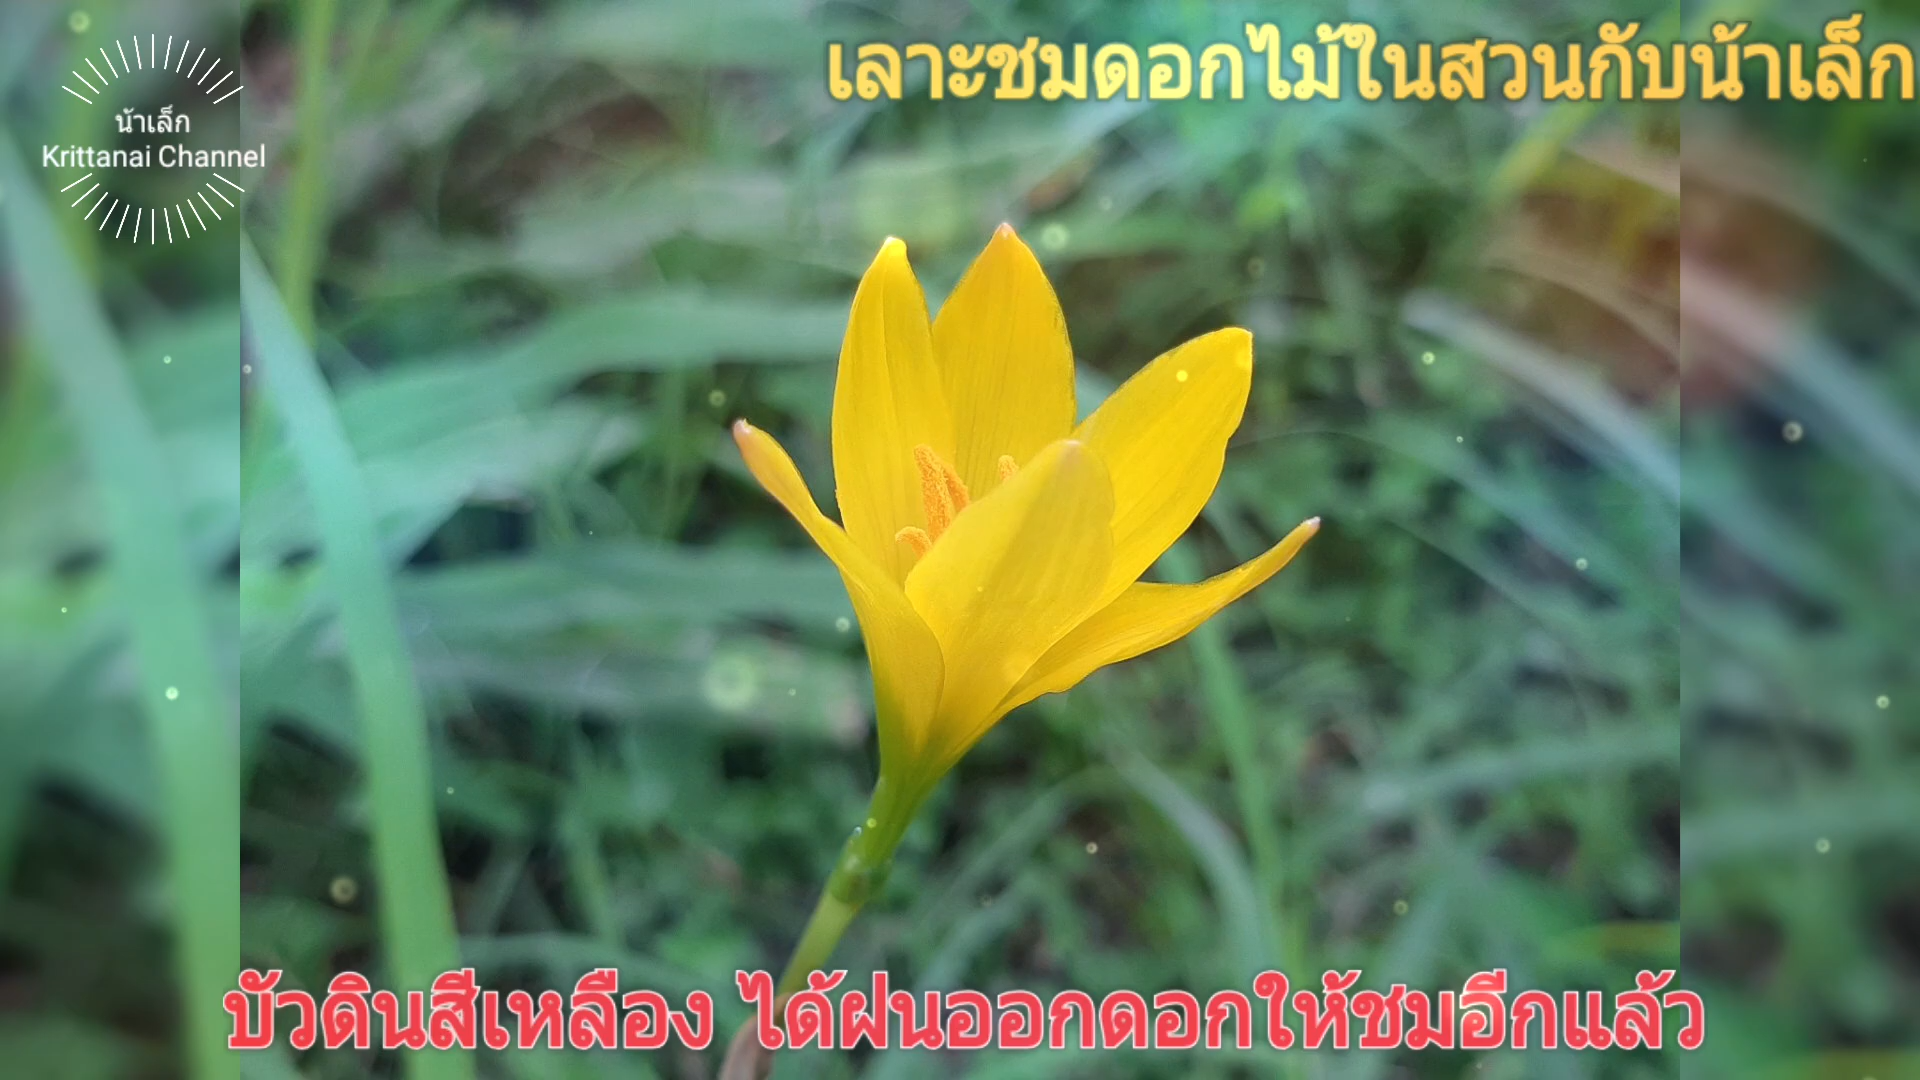 เลาะชมดอกไม้ในสวนกับน้าเล็ก
น้าเล็ก
Krittanai Channel
บัวดินสีเหลือง ได้ฝนออกดอกให้ชมอีกแล้ว